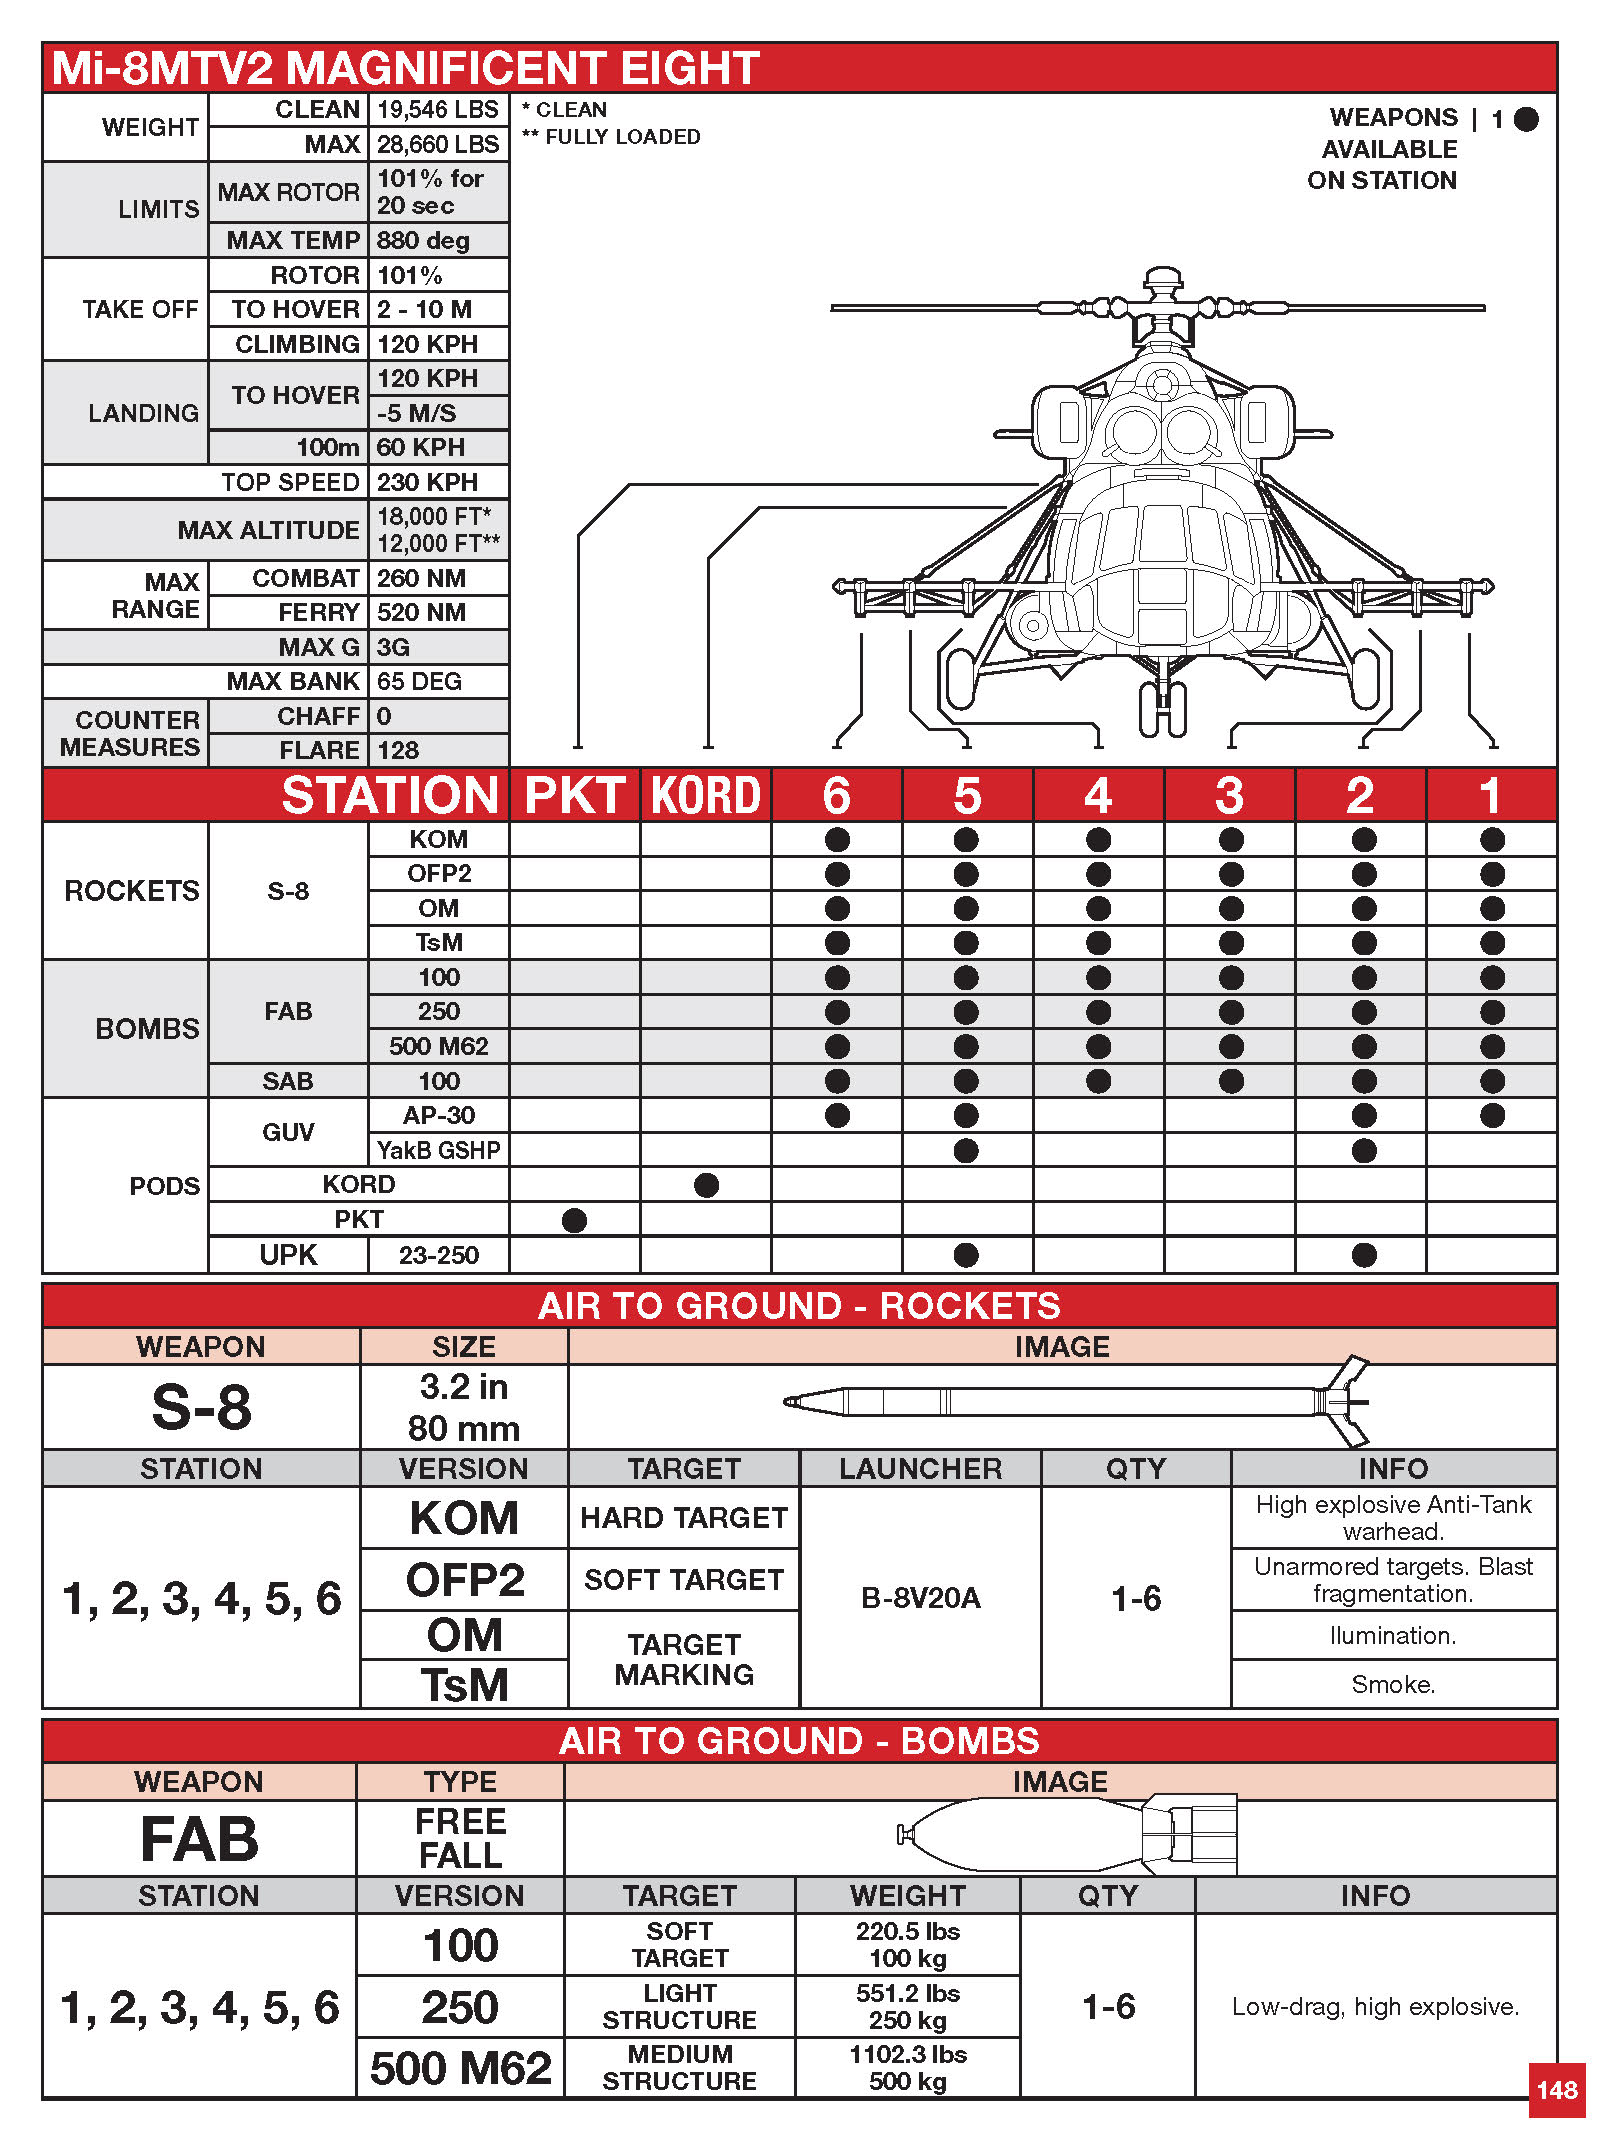 Mi-8MTV2 MAGNIFICENT EIGHT
WEIGHT
CLEAN 19,546 LBS
MAX 28,660 LBS
* CLEAN
** FULLY LOADED
WEAPONS | 1 ●
AVAILABLE
ON STATION
LIMITS
MAX ROTOR 101% for
20 sec
MAX TEMP 880 deg
TAKE OFF
ROTOR 101%
TO HOVER 2 - 10 M
CLIMBING 120 KPH
LANDING
TO HOVER 120 KPH
-5 M/S
100m 60 KPH
TOP SPEED 230 KPH
MAX ALTITUDE 18,000 FT*
12,000 FT**
MAX
RANGE
COMBAT 260 NM
FERRY 520 NM
MAX G 3G
MAX BANK 65 DEG
COUNTER
MEASURES
CHAFF 0
FLARE 128
STATION PKT KORD 6 5 4 3 2 1
ROCKETS S-8
KOM ● ● ● ● ● ●
OFP2 ● ● ● ● ● ●
OM ● ● ● ● ● ●
TsM ● ● ● ● ● ●
BOMBS
FAB
100 ● ● ● ● ● ●
250 ● ● ● ● ● ●
500 M62 ● ● ● ● ● ●
SAB 100 ● ● ● ● ● ●
PODS
GUV
AP-30 ● ● ● ●
YakB GSHP ● ●
KORD ●
PKT ●
UPK 23-250 ● ●
AIR TO GROUND - ROCKETS
WEAPON SIZE IMAGE
S-8
3.2 in
80 mm
STATION VERSION TARGET LAUNCHER QTY INFO
1, 2, 3, 4, 5, 6
KOM HARD TARGET
High explosive Anti-Tank
warhead.
OFP2 SOFT TARGET
B-8V20A 1-6
Unarmored targets. Blast
fragmentation.
OM
TARGET
MARKING
Ilumination.
TsM
Smoke.
AIR TO GROUND - BOMBS
WEAPON TYPE IMAGE
FAB
FREE
FALL
STATION VERSION TARGET WEIGHT QTY INFO
1, 2, 3, 4, 5, 6
100
SOFT
TARGET
220.5 lbs
100 kg
250
LIGHT
STRUCTURE
551.2 lbs
250 kg
1-6
Low-drag, high explosive.
500 M62
MEDIUM
STRUCTURE
1102.3 lbs
500 kg
148